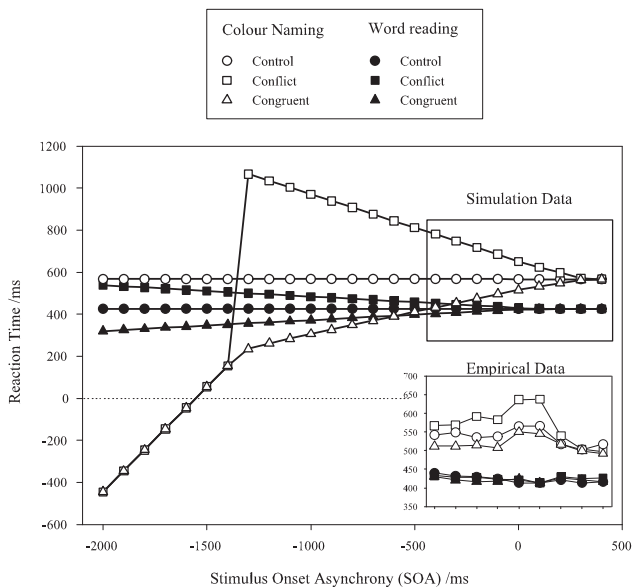 Colour Naming Word reading
Control Control
Conflict Conflict
Congruent Congruent
1200
1000
800
600
400
200
0
-200
-400
-600
Reaction Time /ms
Simulation Data
Empirical Data
700
650
600
550
500
450
400
350
-2000 -1500 -1000 -500 0 500
Stimulus Onset Asynchrony (SOA) /ms